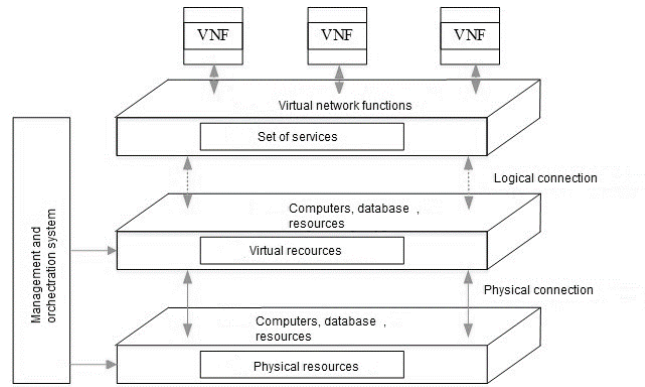 VNF VNF VNF
Virtual network functions
Set of services
Logical connection
Computers, database ,
resources
Virtual recources
Physical connection
Computers, database ,
resources
Physical resources
Management and
orchectration system